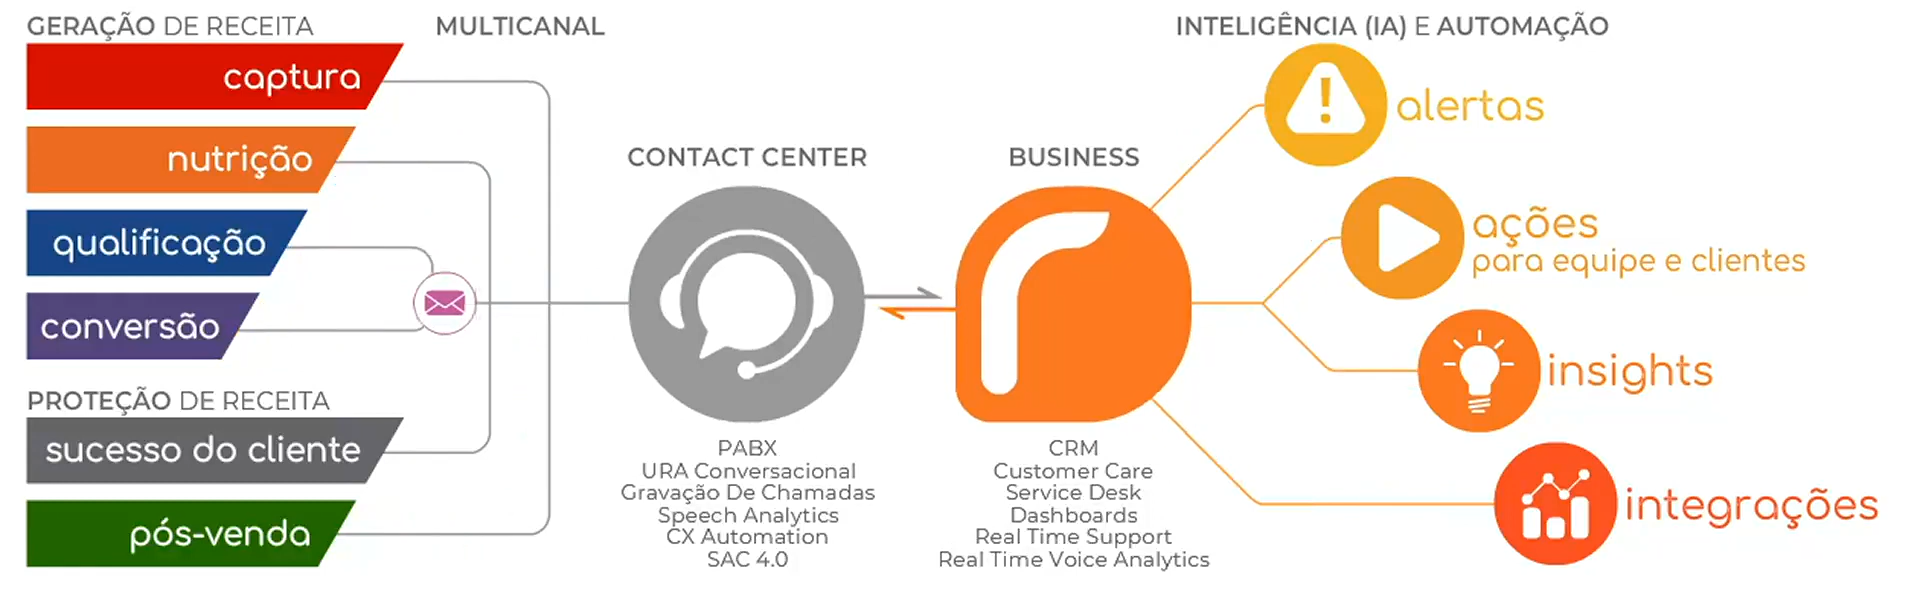 GERAÇÃO DE RECEITA
captura
nutrição
qualificação
conversão
PROTEÇÃO DE RECEITA
sucesso do cliente
pós-venda
MULTICANAL
CONTACT CENTER
PABX
URA Conversacional
Gravação De Chamadas
Speech Analytics
CX Automation
SAC 4.0
BUSINESS
CRM
Customer Care
Service Desk
Dashboards
Real Time Support
Real Time Voice Analytics
INTELIGÊNCIA (IA) E AUTOMAÇÃO
alertas
ações
para equipe e clientes
insights
integrações